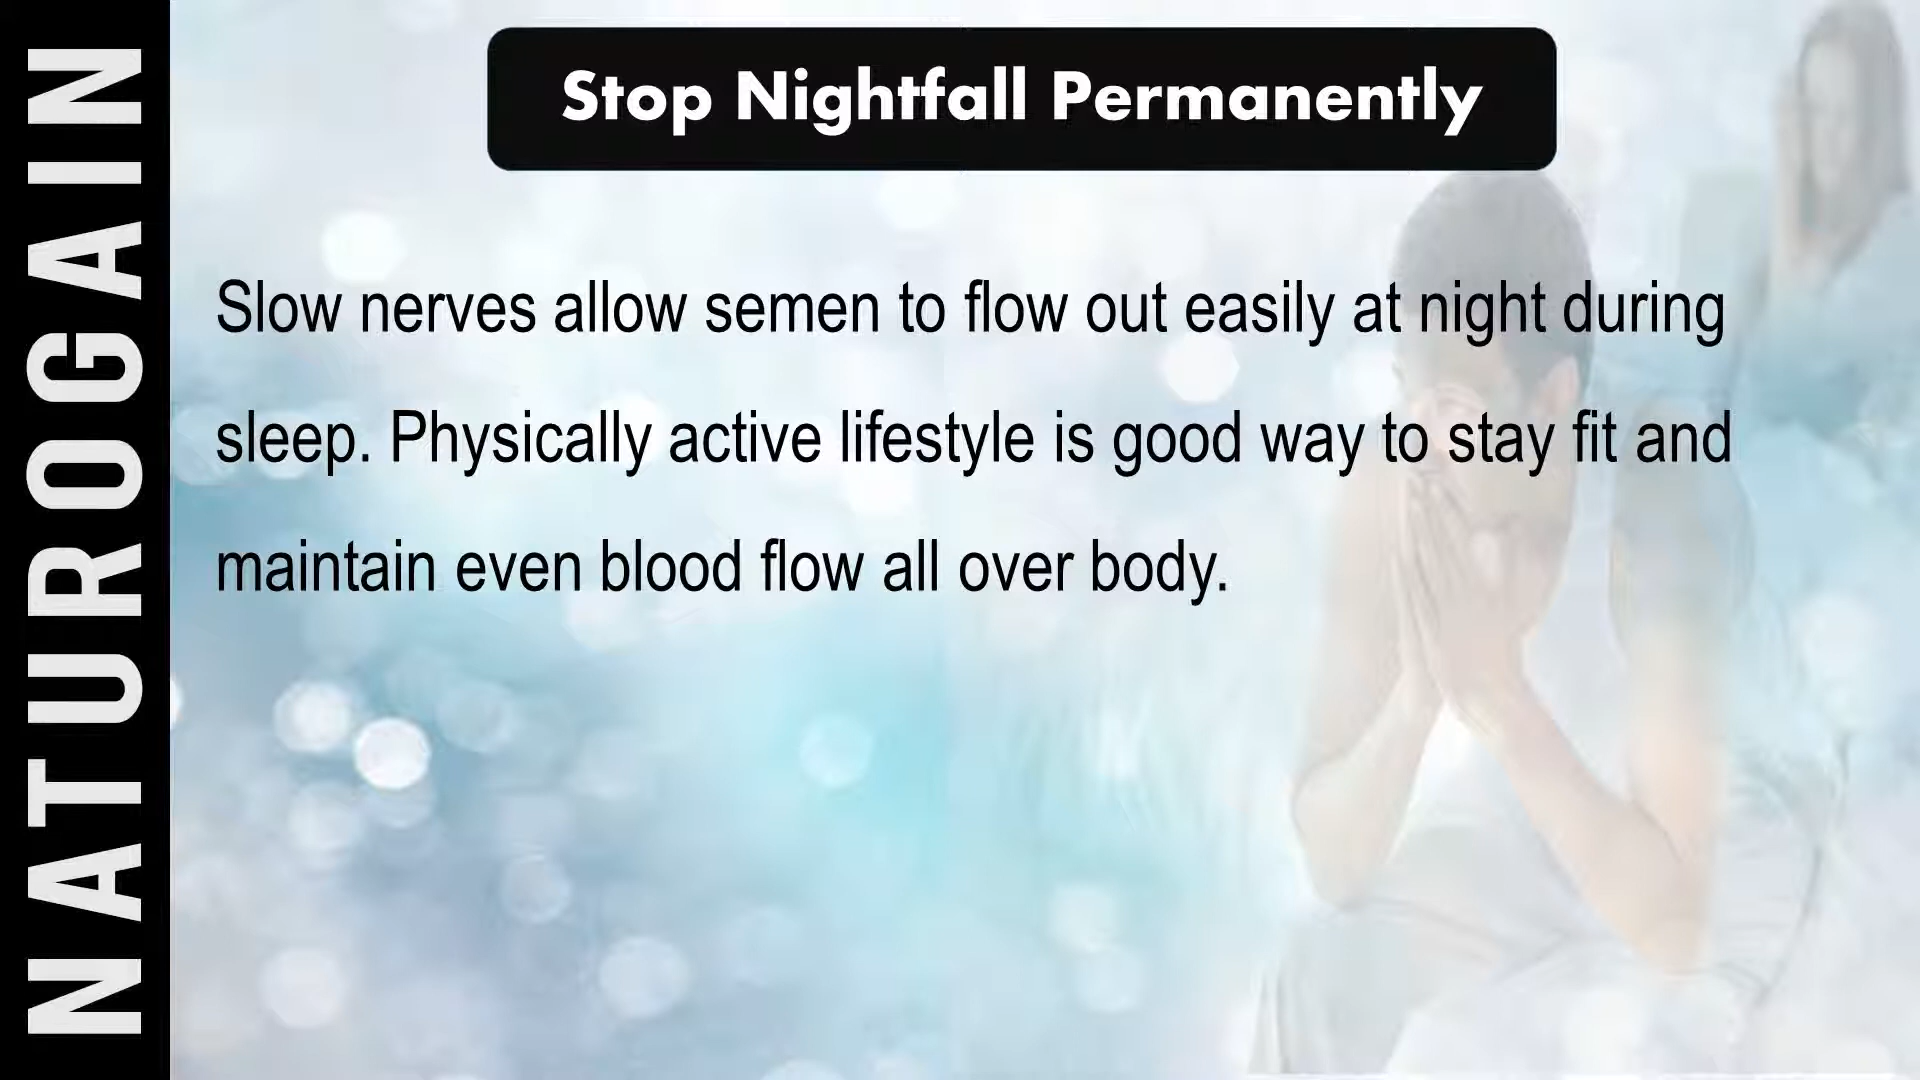 NATUROGAIN
Stop Nightfall Permanently
Slow nerves allow semen to flow out easily at night during
sleep. Physically active lifestyle is good way to stay fit and
maintain even blood flow all over body.